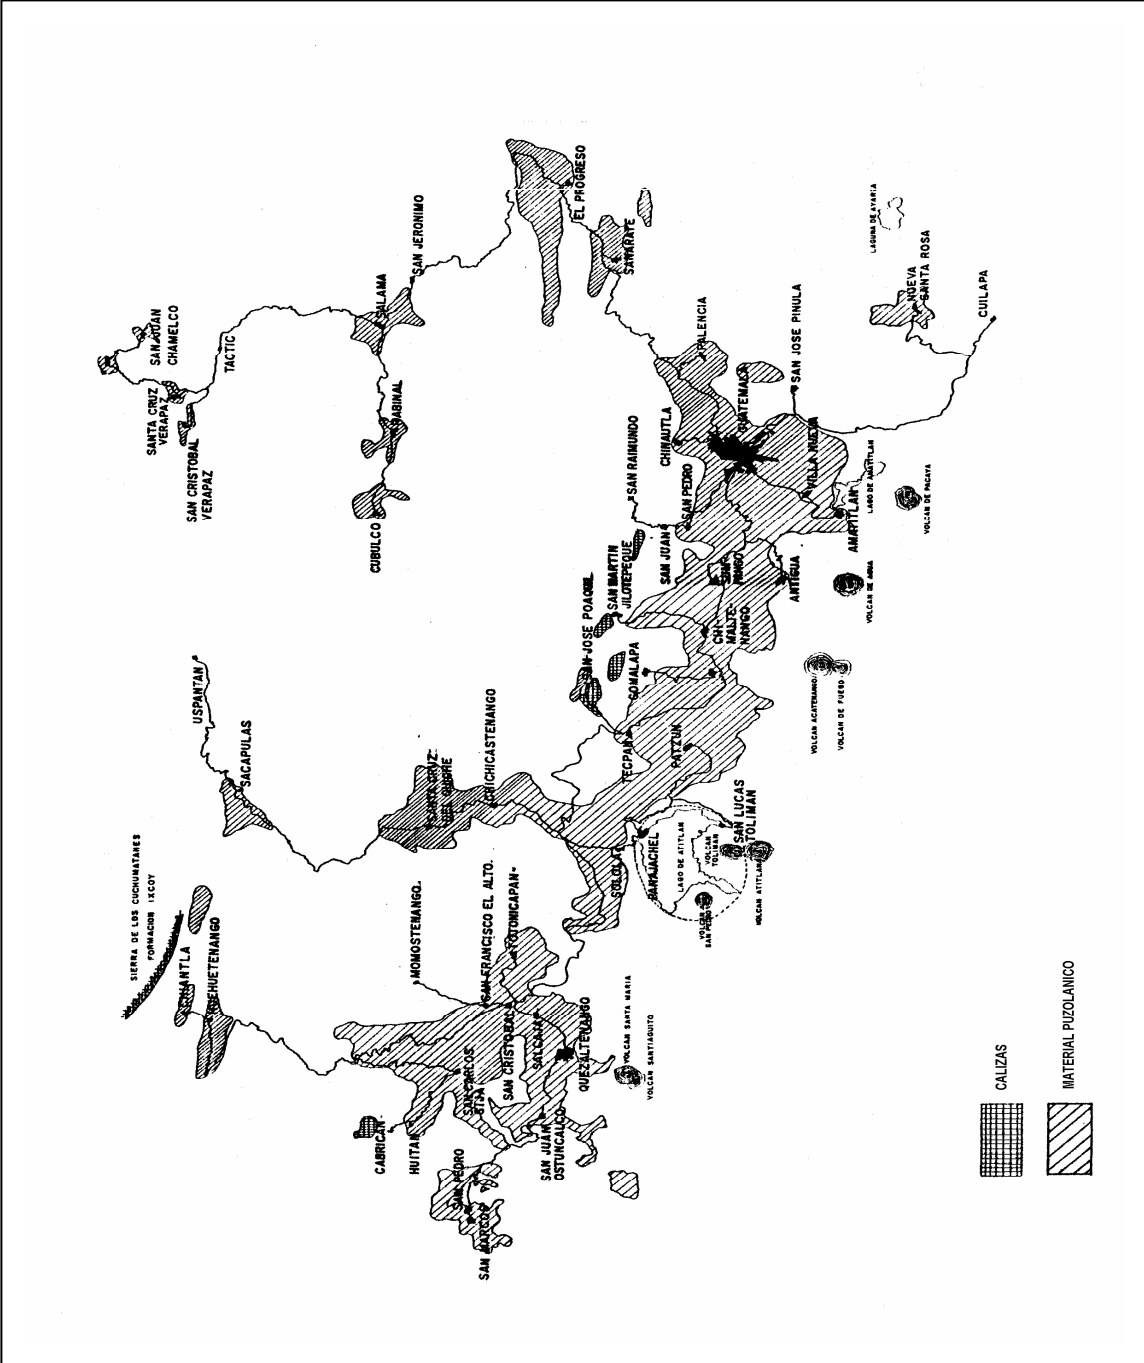 SIERRA DE LOS CUCHUMATANES
FORMACION IXCOY
CHIANTLA
HUEHUETENANGO
USPANTAN
SACAPULAS
SAN CRISTOBAL
VERAPAZ
SANTA CRUZ
VERAPAZ
SAN JUAN
CHAMELCO
TACTIC
CUBULCO
RABINAL
SALAMA
SAN JERONIMO
CABRICAN
HUITAN
MOMOSTENANGO
SANTA CRUZ
DEL QUICHE
CHICHICASTENANGO
SAN PEDRO
SAN MARCOS
SAN CARLOS
SIJA
SAN FRANCISCO EL ALTO
SAN CRISTOBAL
TOTONICAPAN
SALCAJA
SAN JUAN
OSTUNCALCO
QUEZALTENANGO
VOLCAN SANTA MARIA
VOLCAN SANTIAGUITO
EL PROGRESO
SANARATE
SAN JOSE POAQUIL
SAN MARTIN
JILOTEPEQUE
SAN RAIMUNDO
COMALAPA
TECPAN
SOLOLA
PANAJACHEL
PATZUN
SAN JUAN
SAN PEDRO
CHINAUTLA
PALENCIA
LAGO DE ATITLAN
VOLCAN
SAN PEDRO
VOLCAN
TOLIMAN
SAN LUCAS
TOLIMAN
VOLCAN ATITLAN
CHI-
MALTE-
NANGO
GUATEMALA
ANTIGUA
VILLA NUEVA
SAN JOSE PINULA
AMATITLAN
LAGO DE AMATITLAN
VOLCAN ACATENANGO
VOLCAN DE FUEGO
VOLCAN DE AGUA
VOLCAN DE PACAYA
LAGUNA DE AYARZA
NUEVA
SANTA ROSA
CUILAPA
CALIZAS
MATERIAL PUZOLANICO